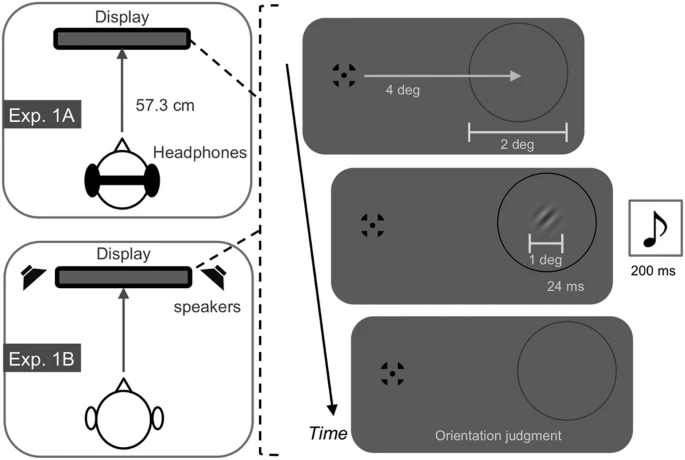 Display
Exp. 1A
57.3 cm
Headphones
Display
speakers
Exp. 1B
4 deg
2 deg
1 deg
24 ms
200 ms
Time
Orientation judgment